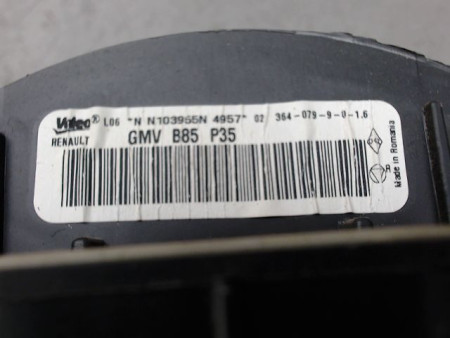 Valeo® L06 "N N103955N 4957" 02 364-079-9-0-1.6
RENAULT GMV B85 P35
R
Made in Romania